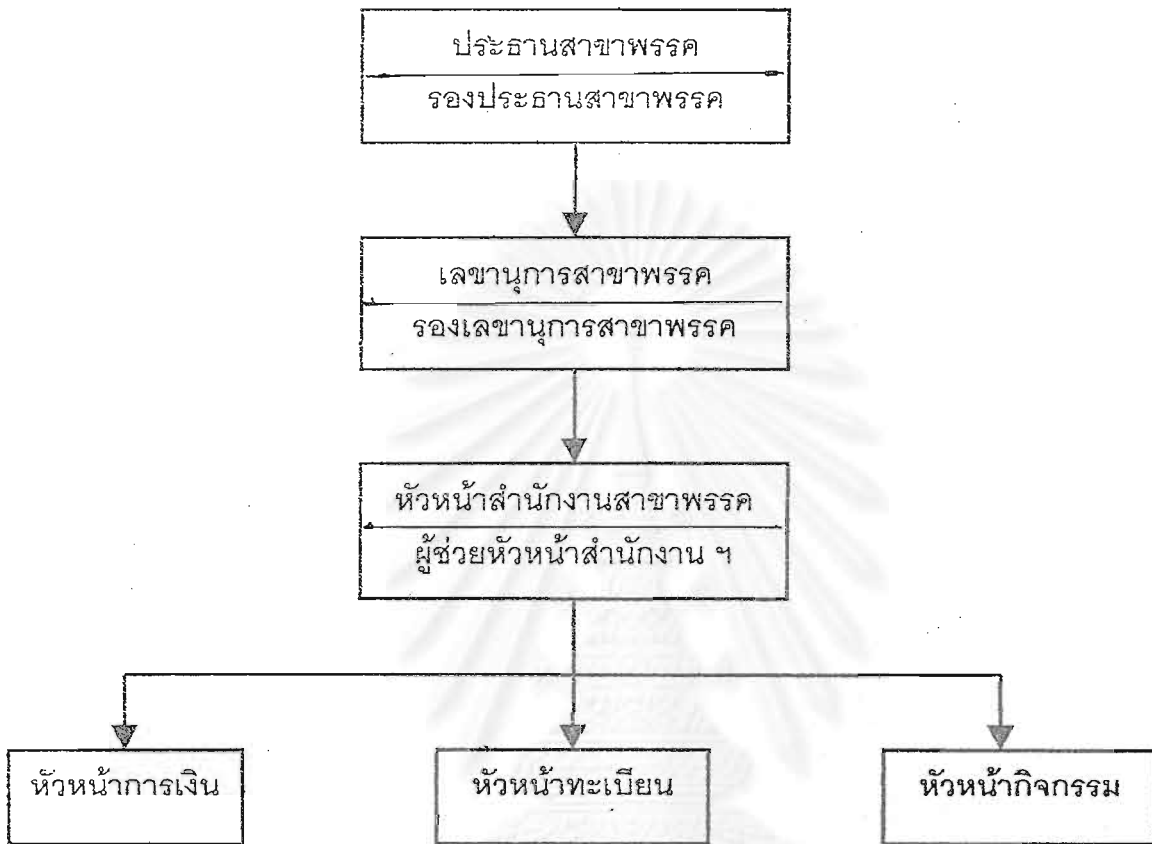 ประธานสาขาพรรค
รองประธานสาขาพรรค
เลขานุการสาขาพรรค
รองเลขานุการสาขาพรรค
หัวหน้าสำนักงานสาขาพรรค
ผู้ช่วยหัวหน้าสำนักงาน ฯ
หัวหน้าการเงิน
หัวหน้าทะเบียน
หัวหน้ากิจกรรม